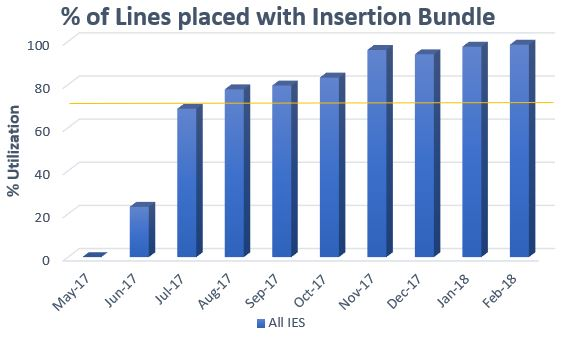 % of Lines placed with Insertion Bundle
100
80
60
40
20
0
% Utilization
May-17
Jun-17
Jul-17
Aug-17
Sep-17
Oct-17
Nov-17
Dec-17
Jan-18
Feb-18
All IES